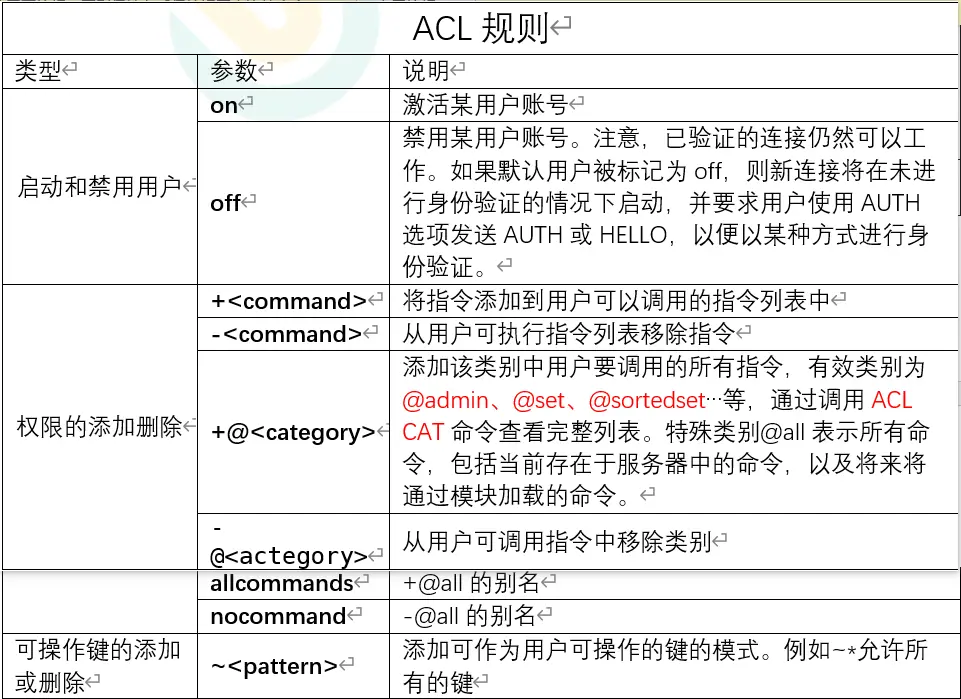 ACL 规则
类型
参数
说明
启动和禁用用户
on
激活某用户账号
off
禁用某用户账号。注意，已验证的连接仍然可以工
作。如果默认用户被标记为 off，则新连接将在未进
行身份验证的情况下启动，并要求用户使用 AUTH
选项发送 AUTH 或 HELLO，以便以某种方式进行身
份验证。
权限的添加删除
+<command>
将指令添加到用户可以调用的指令列表中
-<command>
从用户可执行指令列表移除指令
+@<category>
添加该类别中用户要调用的所有指令，有效类别为
@admin、@set、@sortedset…等，通过调用 ACL
CAT 命令查看完整列表。特殊类别@all 表示所有命
令，包括当前存在于服务器中的命令，以及将来将
通过模块加载的命令。
-
@<actegory>
从用户可调用指令中移除类别
allcommands
+@all 的别名
nocommand
-@all 的别名
可操作键的添加
或删除
~<pattern>
添加可作为用户可操作的键的模式。例如~*允许所
有的键